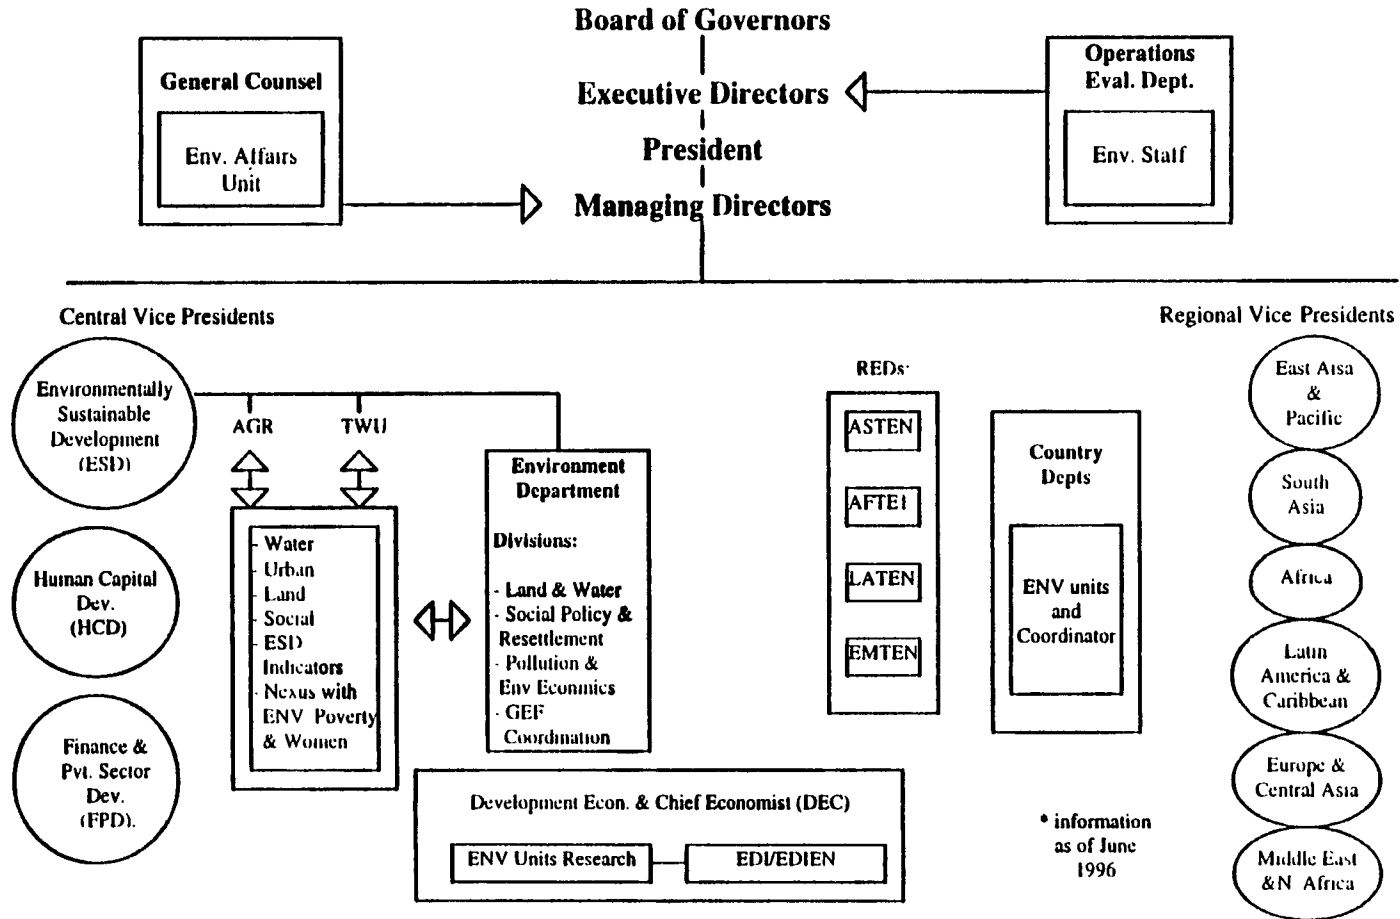 Board of Governors
General Counsel
Env. Affairs
Unit
Executive Directors
President
Managing Directors
Operations
Eval. Dept.
Env. Staff
Central Vice Presidents
Environmentally
Sustainable
Development
(ESD)
Human Capital
Dev.
(HCD)
Finance &
Pvt. Sector
Dev.
(FPD).
AGR
TWU
- Water
- Urban
- Land
- Social
- ESD
Indicators
- Nexus with
ENV Poverty
& Women
Environment
Department
Divisions:
- Land & Water
- Social Policy &
Resettlement
- Pollution &
Env Econmics
- GEF
Coordination
Development Econ. & Chief Economist (DEC)
ENV Units Research
EDI/EDIEN
REDs*
ASTEN
AFTE1
LATEN
EMTEN
Country
Depts
ENV units
and
Coordinator
* information
as of June
1996
Regional Vice Presidents
East Aisa
&
Pacific
South
Asia
Africa
Latin
America &
Caribbean
Europe &
Central Asia
Middle East
&N Africa